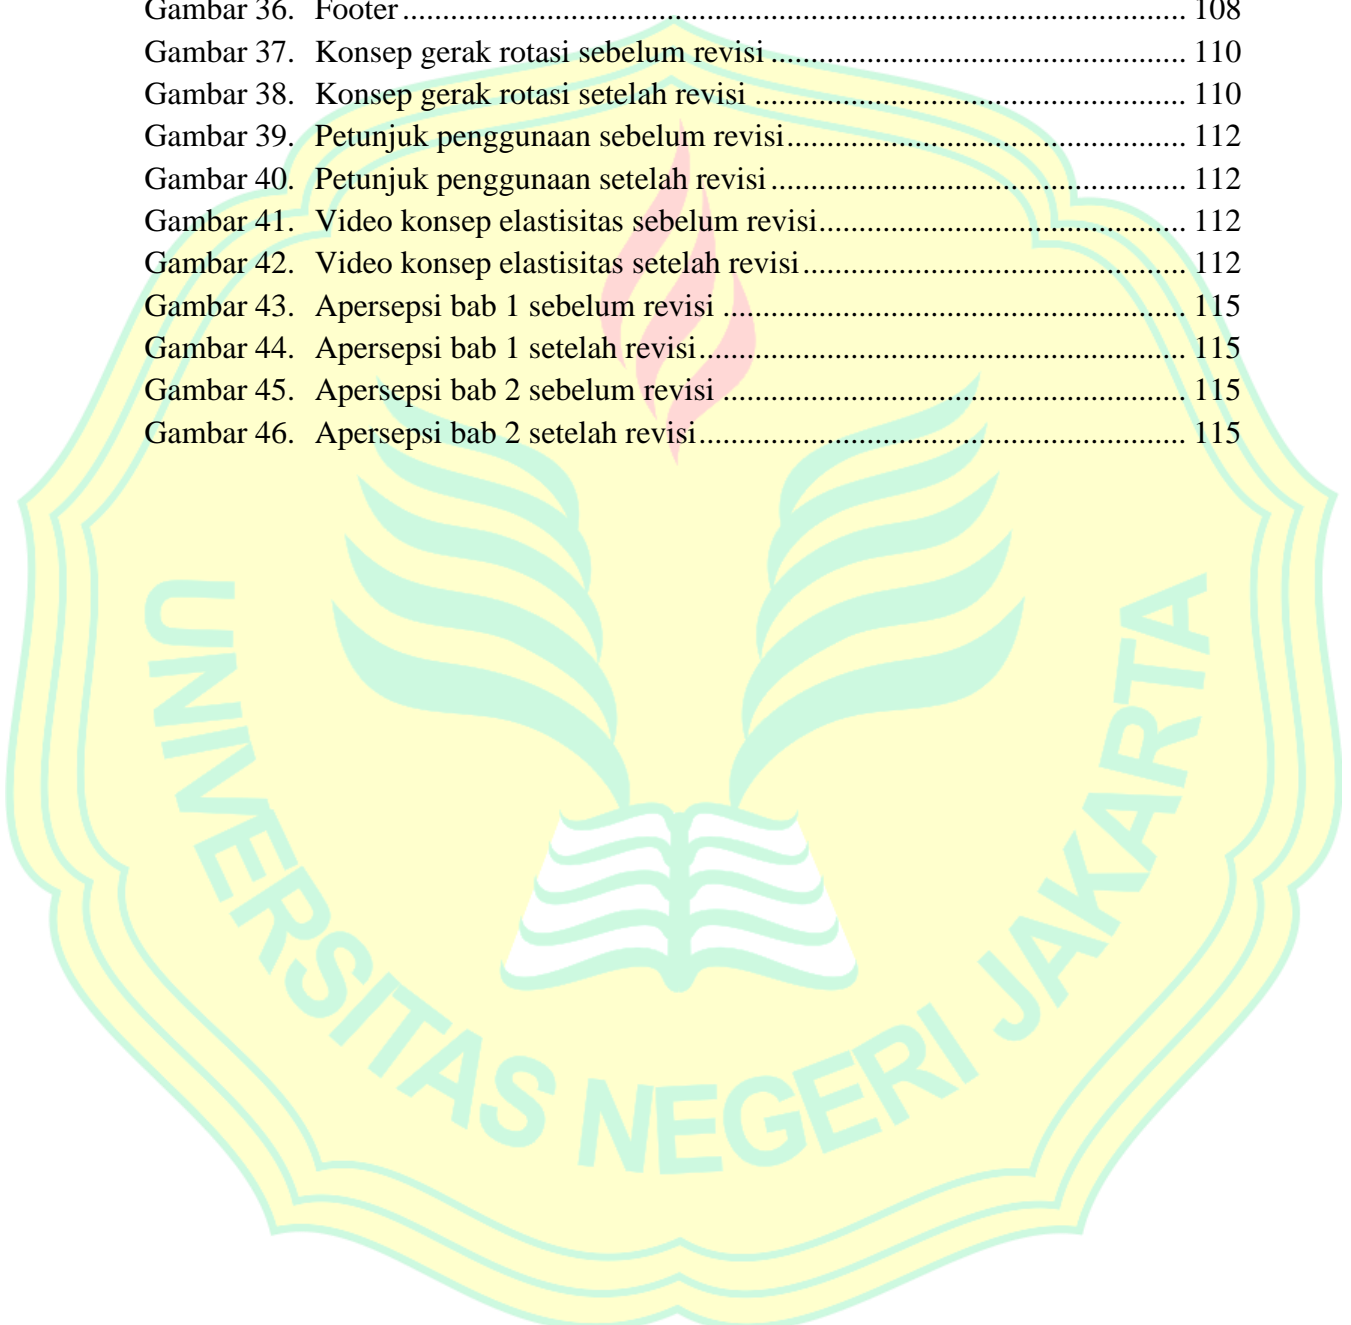 Gambar 36. Footer ........ 108
Gambar 37. Konsep gerak rotasi sebelum revisi ........ 110
Gambar 38. Konsep gerak rotasi setelah revisi ........ 110
Gambar 39. Petunjuk penggunaan sebelum revisi ........ 112
Gambar 40. Petunjuk penggunaan setelah revisi ........ 112
Gambar 41. Video konsep elastisitas sebelum revisi ........ 112
Gambar 42. Video konsep elastisitas setelah revisi ........ 112
Gambar 43. Apersepsi bab 1 sebelum revisi ........ 115
Gambar 44. Apersepsi bab 1 setelah revisi ........ 115
Gambar 45. Apersepsi bab 2 sebelum revisi ........ 115
Gambar 46. Apersepsi bab 2 setelah revisi ........ 115
UNIVERSITAS NEGERI JAKARTA